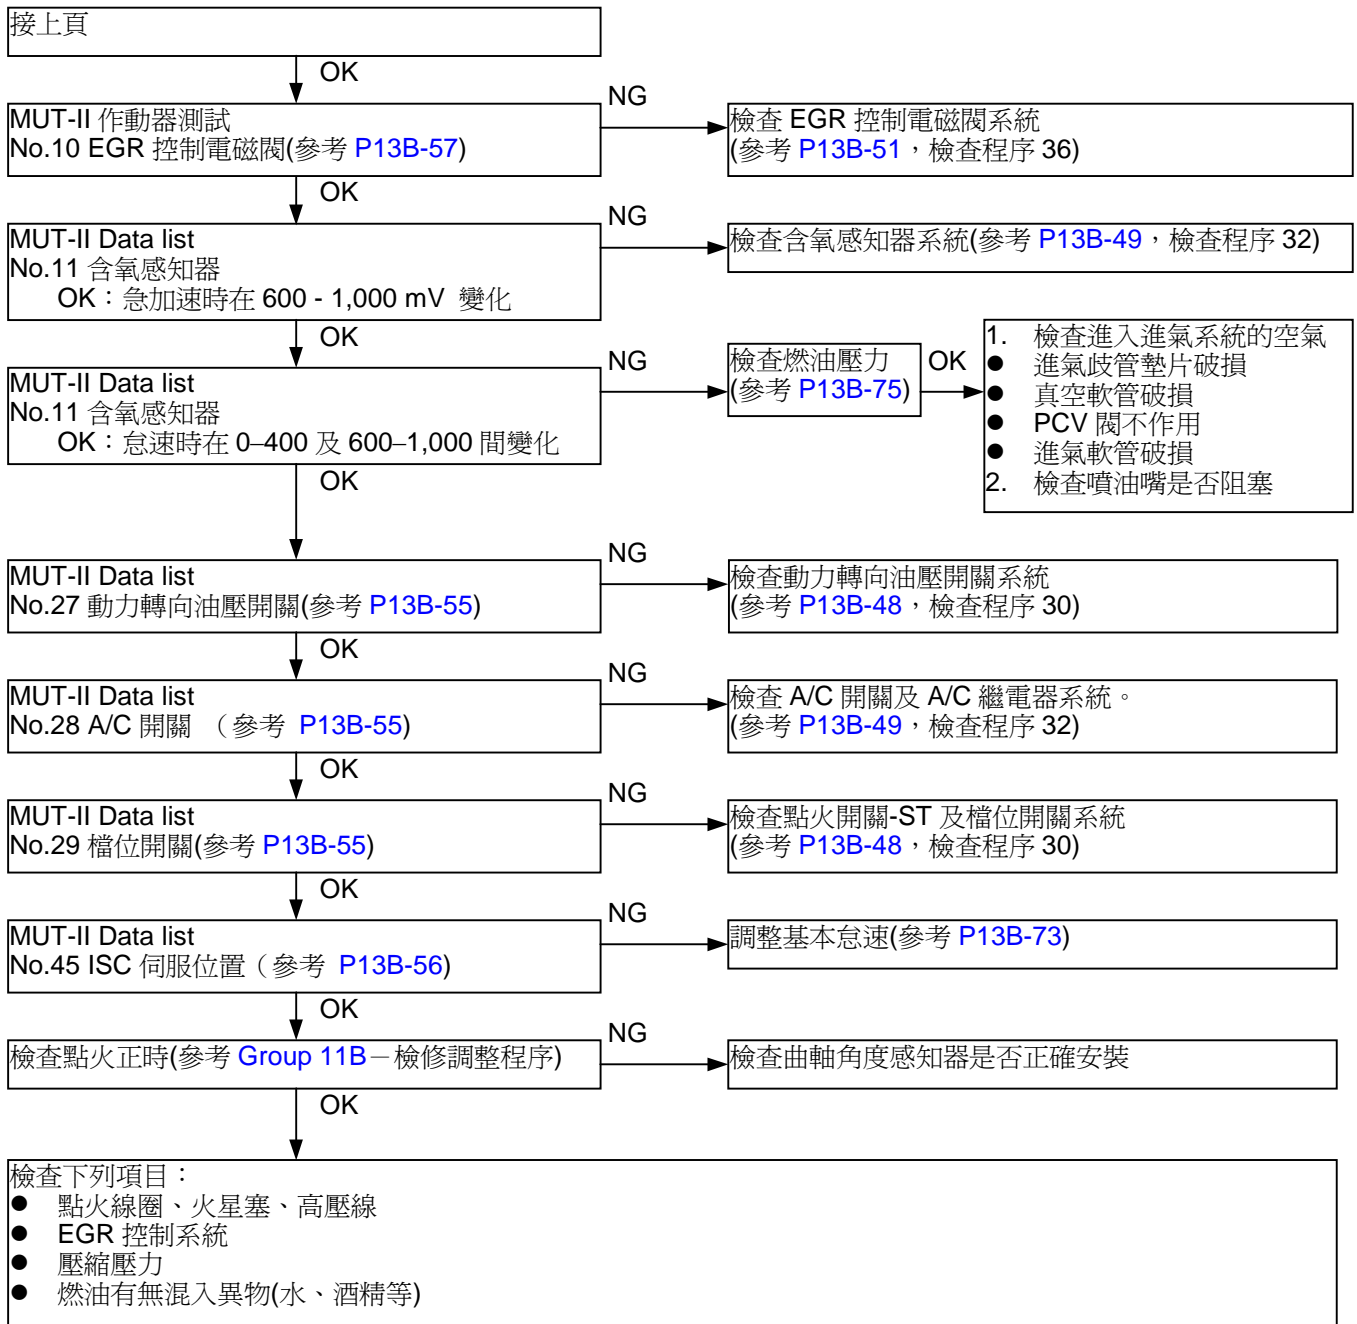 接上頁
OK
MUT-II 作動器測試
No.10 EGR 控制電磁閥(參考 P13B-57)
NG
檢查 EGR 控制電磁閥系統
(參考 P13B-51，檢查程序 36)
OK
MUT-II Data list
No.11 含氧感知器
OK：急加速時在 600 - 1,000 mV 變化
NG
檢查含氧感知器系統(參考 P13B-49，檢查程序 32)
OK
MUT-II Data list
No.11 含氧感知器
OK：怠速時在 0–400 及 600–1,000 間變化
NG
檢查燃油壓力
(參考 P13B-75)
OK
1. 檢查進入進氣系統的空氣
● 進氣歧管墊片破損
● 真空軟管破損
● PCV 閥不作用
● 進氣軟管破損
2. 檢查噴油嘴是否阻塞
OK
MUT-II Data list
No.27 動力轉向油壓開關(參考 P13B-55)
NG
檢查動力轉向油壓開關系統
(參考 P13B-48，檢查程序 30)
OK
MUT-II Data list
No.28 A/C 開關 （參考 P13B-55)
NG
檢查 A/C 開關及 A/C 繼電器系統。
(參考 P13B-49，檢查程序 32)
OK
MUT-II Data list
No.29 檔位開關(參考 P13B-55)
NG
檢查點火開關-ST 及檔位開關系統
(參考 P13B-48，檢查程序 30)
OK
MUT-II Data list
No.45 ISC 伺服位置（參考 P13B-56)
NG
調整基本怠速(參考 P13B-73)
OK
檢查點火正時(參考 Group 11B－檢修調整程序)
NG
檢查曲軸角度感知器是否正確安裝
OK
檢查下列項目：
● 點火線圈、火星塞、高壓線
● EGR 控制系統
● 壓縮壓力
● 燃油有無混入異物(水、酒精等)